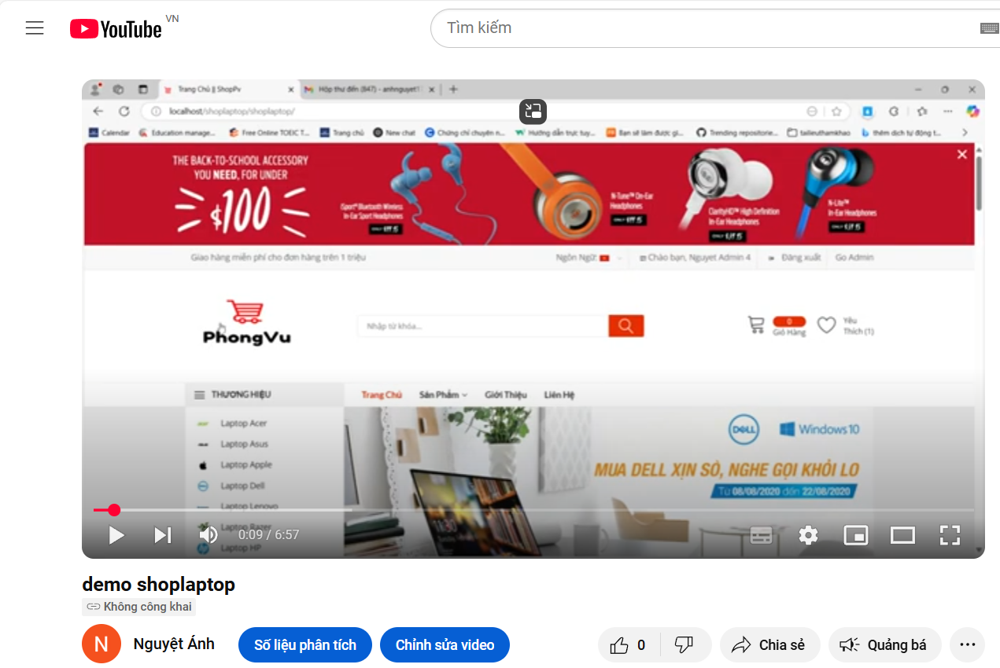 YouTube VN
Tìm kiếm
Trang Chủ || ShopPv
Hộp thư đến (847) - anhnguyet1
localhost/shoplaptop/shoplaptop/
Calendar
Education manage...
Free Online TOEIC T...
Trang chủ
New chat
Chứng chỉ chuyên n...
Hướng dẫn trực tuy...
Bạn sẽ làm được gì...
Trending repositorie...
tailieuthamkhao
thêm dịch tự động t...
THE BACK-TO-SCHOOL ACCESSORY
YOU NEED, FOR UNDER
$100
iSport® Bluetooth Wireless
In-Ear Sport Headphones
N-Tune™ On-Ear
Headphones
ClarityHD™ High Definition
In-Ear Headphones
N-Lite™
In-Ear Headphones
Giao hàng miễn phí cho đơn hàng trên 1 triệu
Ngôn Ngữ:
Chào bạn, Nguyet Admin 4
Đăng xuất
Go Admin
PhongVu
Nhập từ khóa...
0
Giỏ Hàng
Yêu
Thích (1)
THƯƠNG HIỆU
Trang Chủ
Sản Phẩm
Giới Thiệu
Liên Hệ
Laptop Acer
Laptop Asus
Laptop Apple
Laptop Dell
Laptop Lenovo
Laptop Razer
Laptop HP
DELL
Windows 10
MUA DELL XỊN SÒ, NGHE GỌI KHỎI LO
Từ 08/08/2020 đến 22/08/2020
0:09 / 6:57
demo shoplaptop
Không công khai
N
Nguyệt Ánh
Số liệu phân tích
Chỉnh sửa video
0
Chia sẻ
Quảng bá